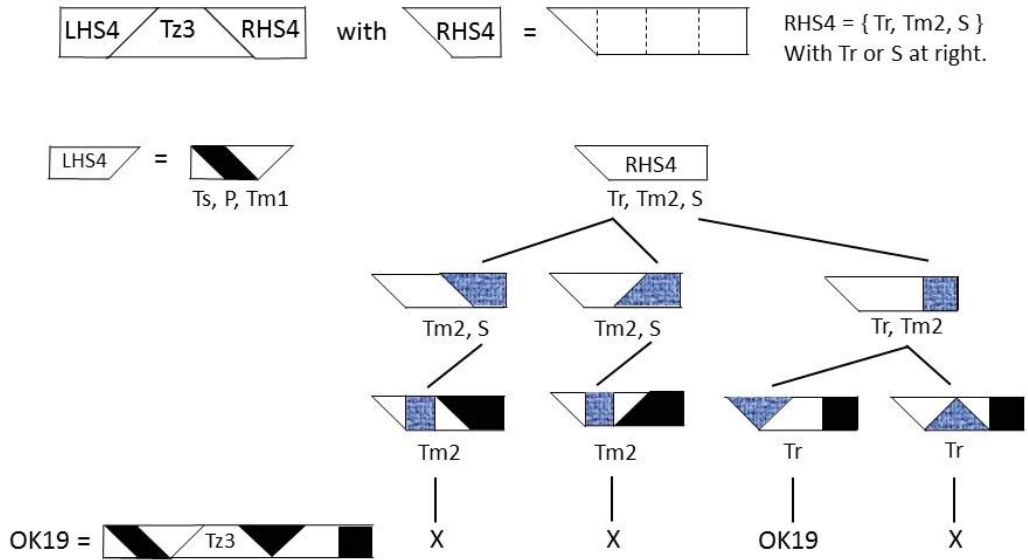 LHS4 Tz3 RHS4 with RHS4 = RHS4 = { Tr, Tm2, S }
With Tr or S at right.
LHS4 = RHS4
Ts, P, Tm1 Tr, Tm2, S
Tm2, S Tm2, S Tr, Tm2
Tm2 Tm2 Tr Tr
OK19 = Tz3 X X OK19 X